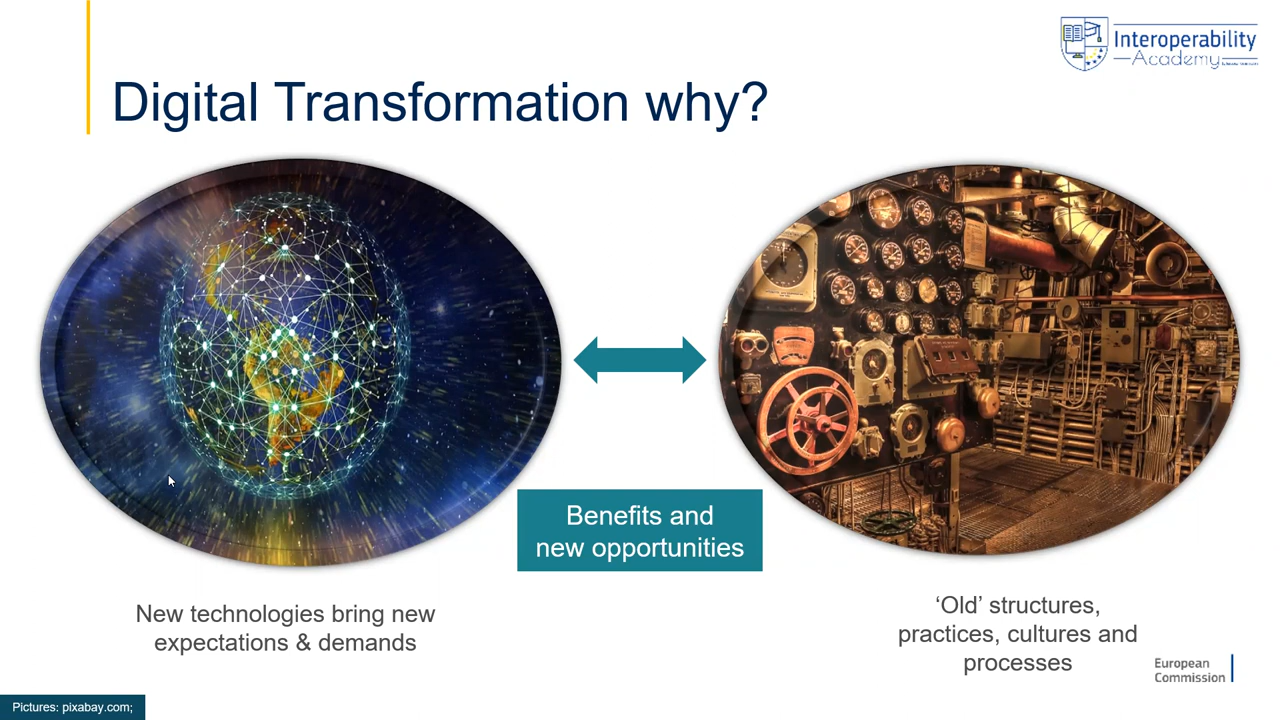 Interoperability
Academy
Digital Transformation why?
Benefits and
new opportunities
New technologies bring new
expectations & demands
‘Old’ structures,
practices, cultures and
processes
European
Commission
Pictures: pixabay.com;